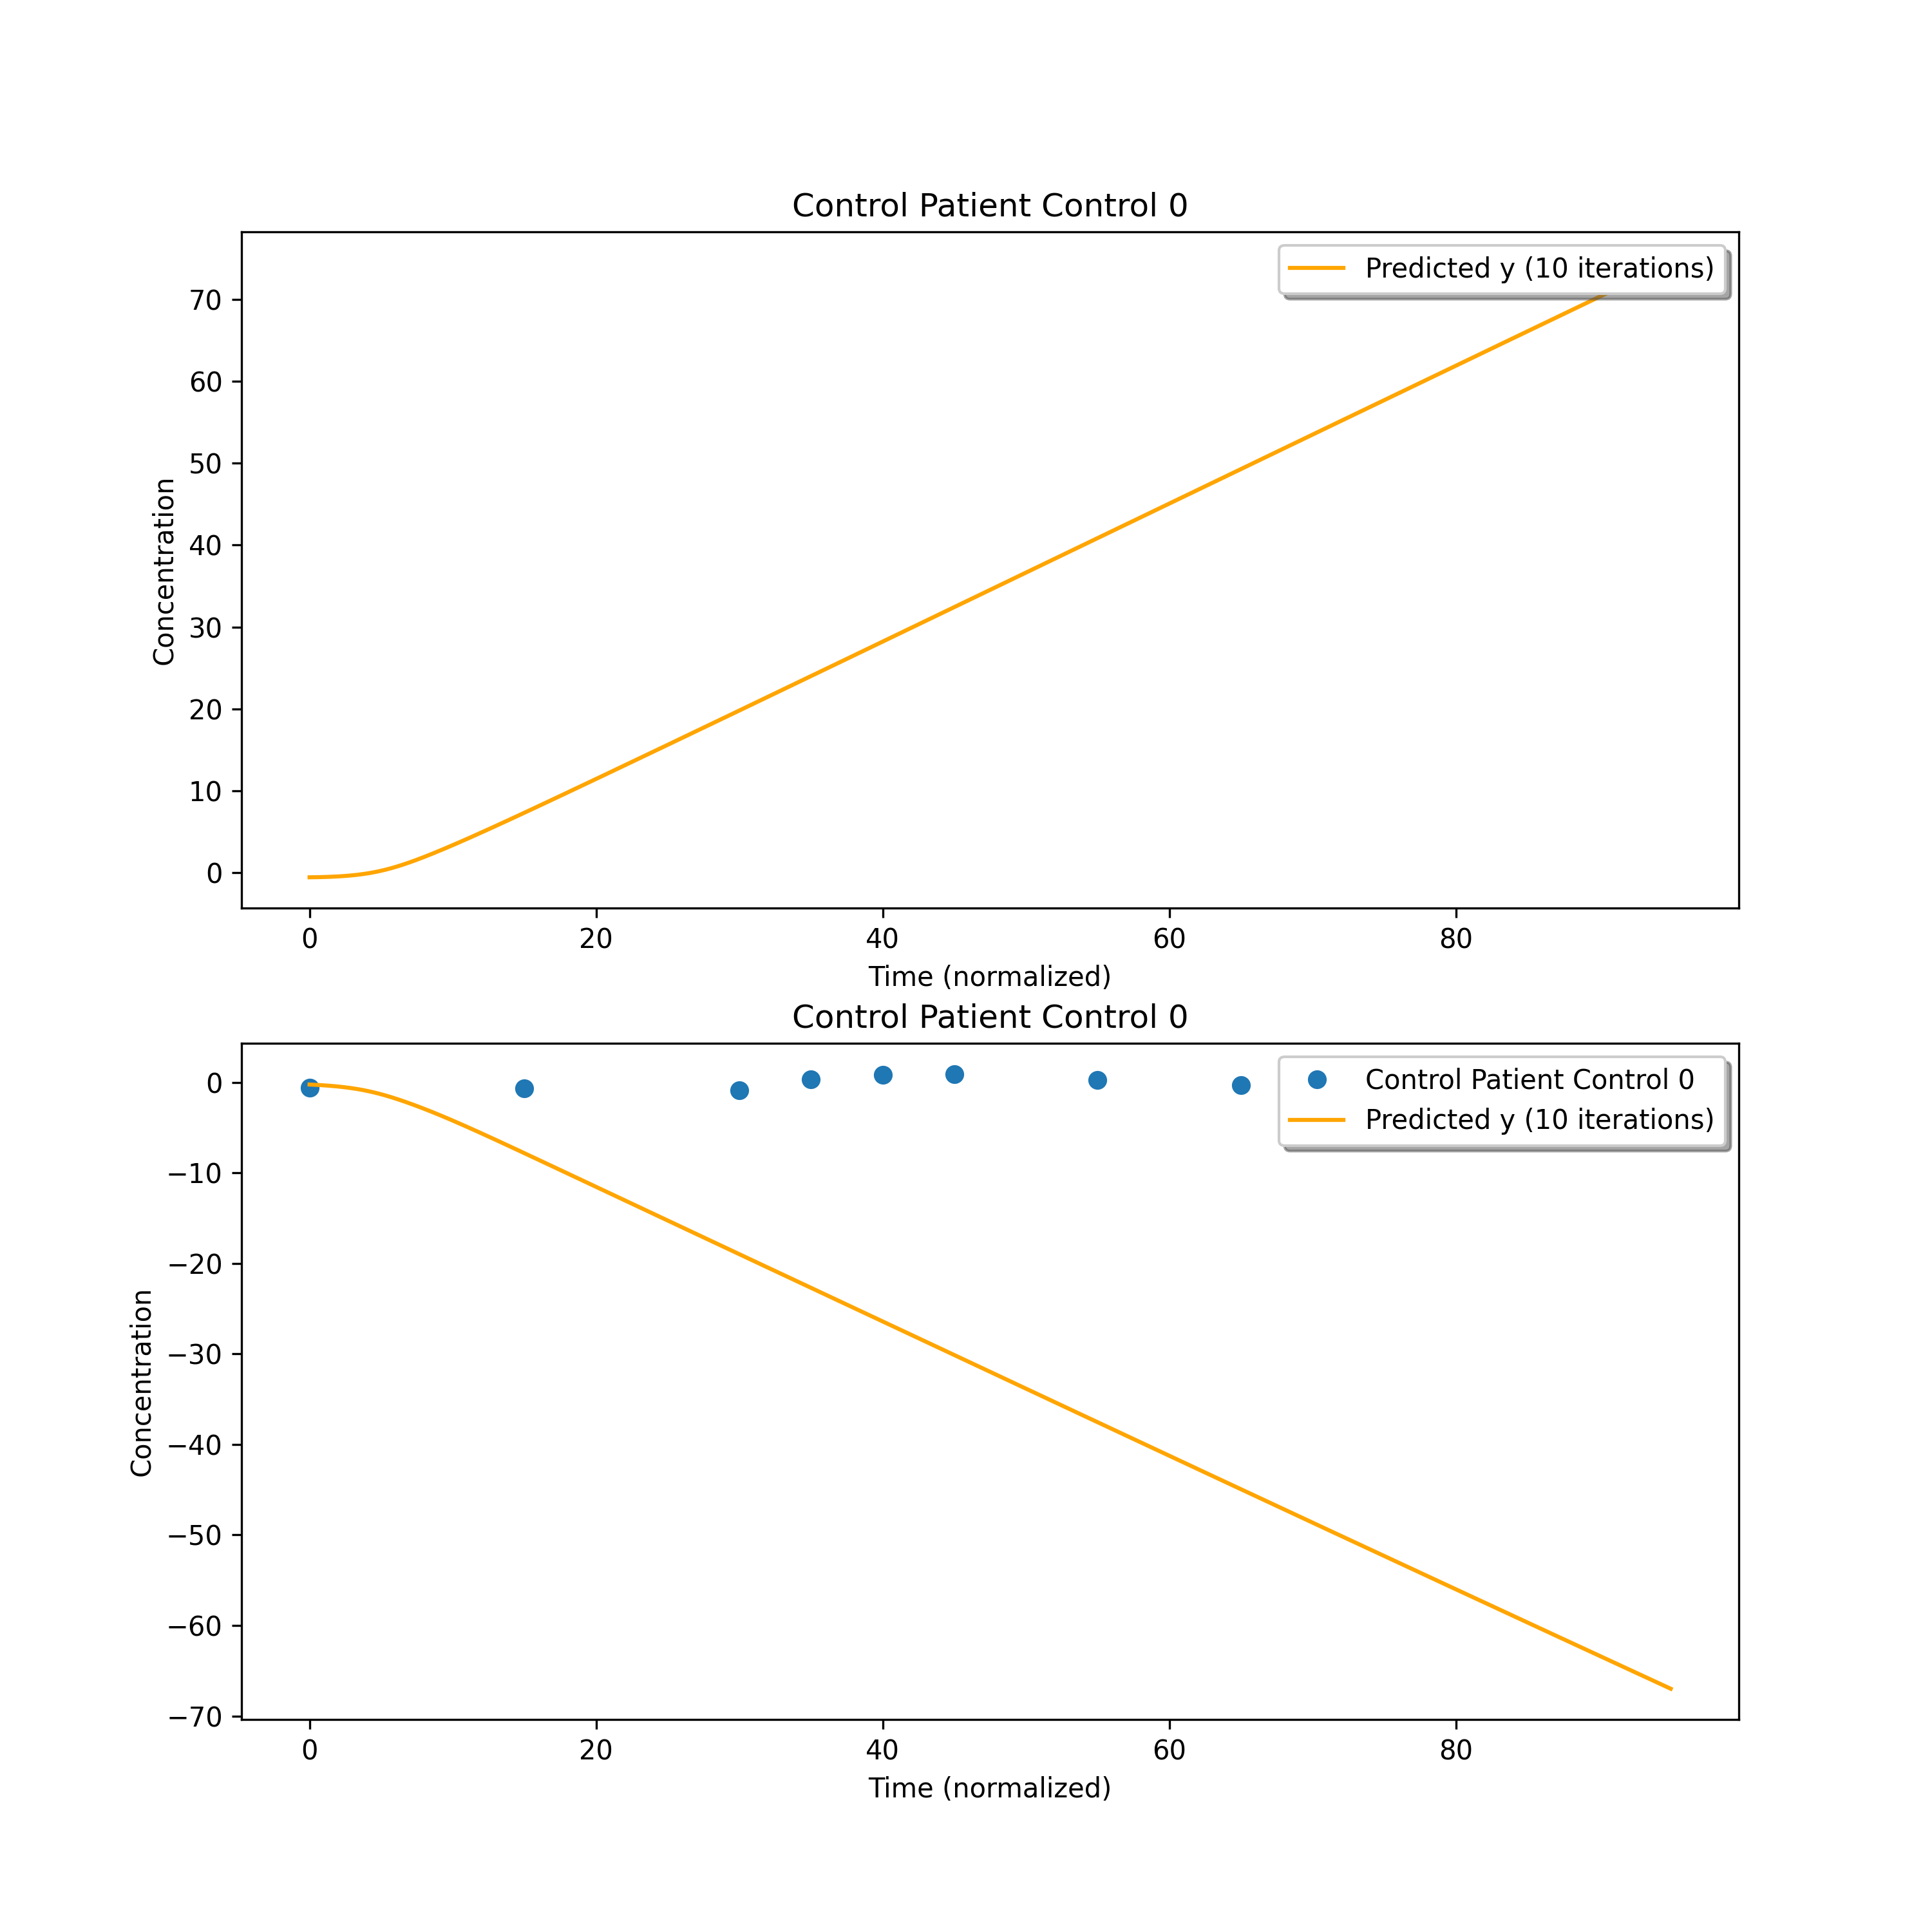 Control Patient Control 0
Predicted y (10 iterations)
70
60
50
40
30
20
10
0
Concentration
0 20 40 60 80
Time (normalized)
Control Patient Control 0
Control Patient Control 0
Predicted y (10 iterations)
0
−10
−20
−30
−40
−50
−60
−70
Concentration
0 20 40 60 80
Time (normalized)